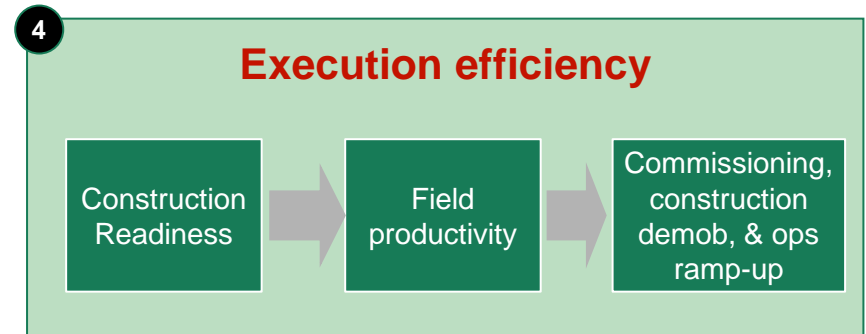 4
Execution efficiency
Construction
Readiness
Field
productivity
Commissioning,
construction
demob, & ops
ramp-up